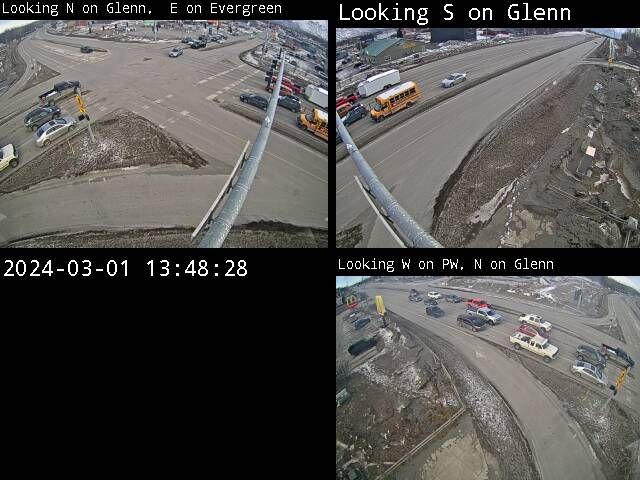 Looking N on Glenn,  E on Evergreen
Looking S on Glenn
2024-03-01 13:48:28
Looking W on PW, N on Glenn